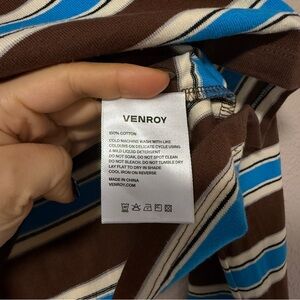 VENROY
100% COTTON
COLD MACHINE WASH WITH LIKE
COLOURS ON DELICATE CYCLE USING
A MILD LIQUID DETERGENT
DO NOT SOAK, DO NOT SPOT CLEAN
DO NOT BLEACH, DO NOT TUMBLE DRY
LAY FLAT TO DRY IN SHADE
COOL IRON ON REVERSE
MADE IN CHINA
VENROY.COM